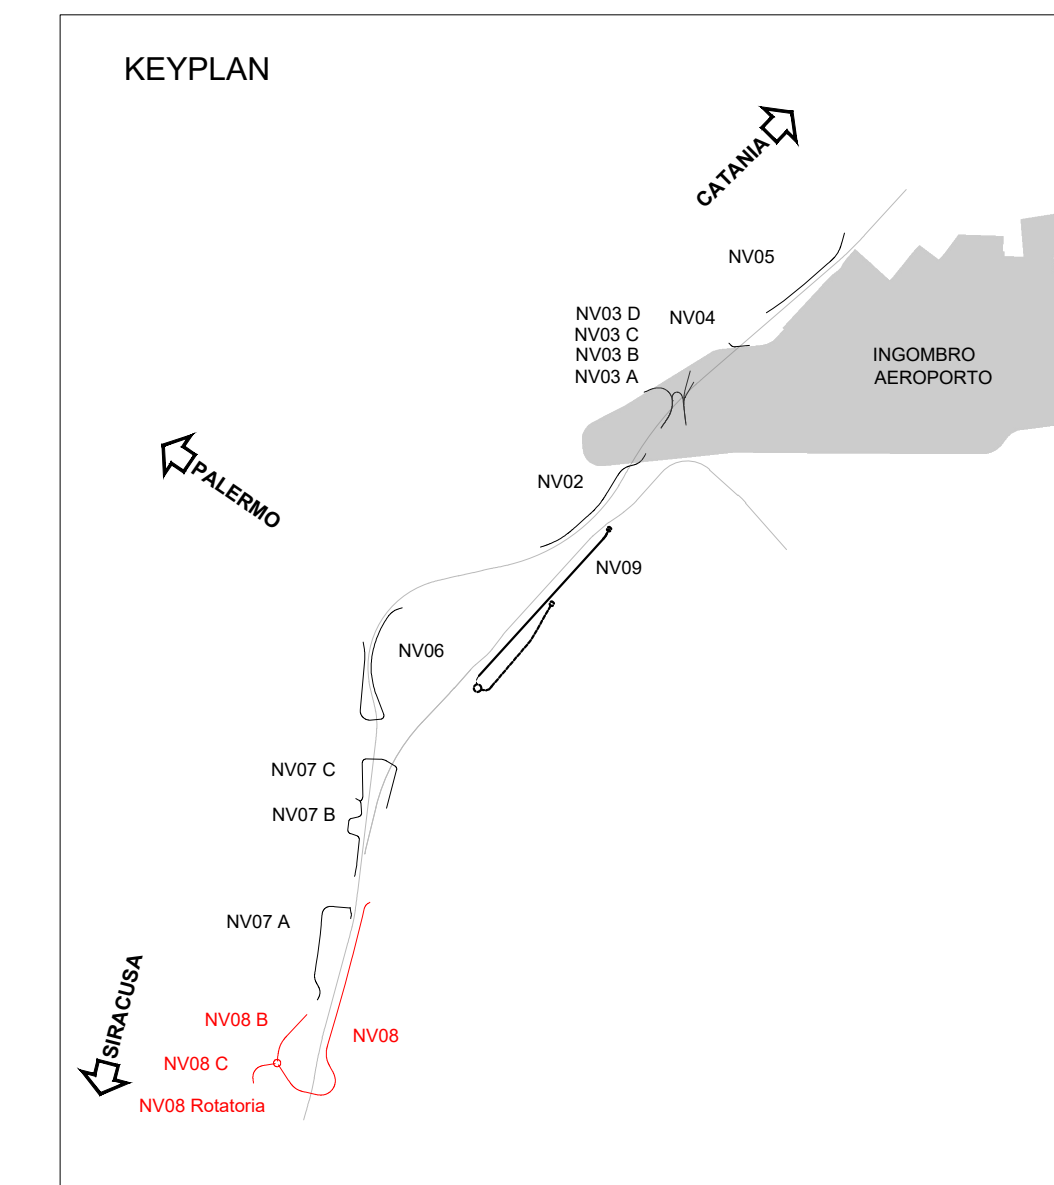 KEYPLAN
CATANIA
NV05
NV03 D
NV04
NV03 C
NV03 B
NV03 A
INGOMBRO
AEROPORTO
PALERMO
NV02
NV09
NV06
NV07 C
NV07 B
NV07 A
SIRACUSA
NV08 B
NV08
NV08 C
NV08 Rotatoria